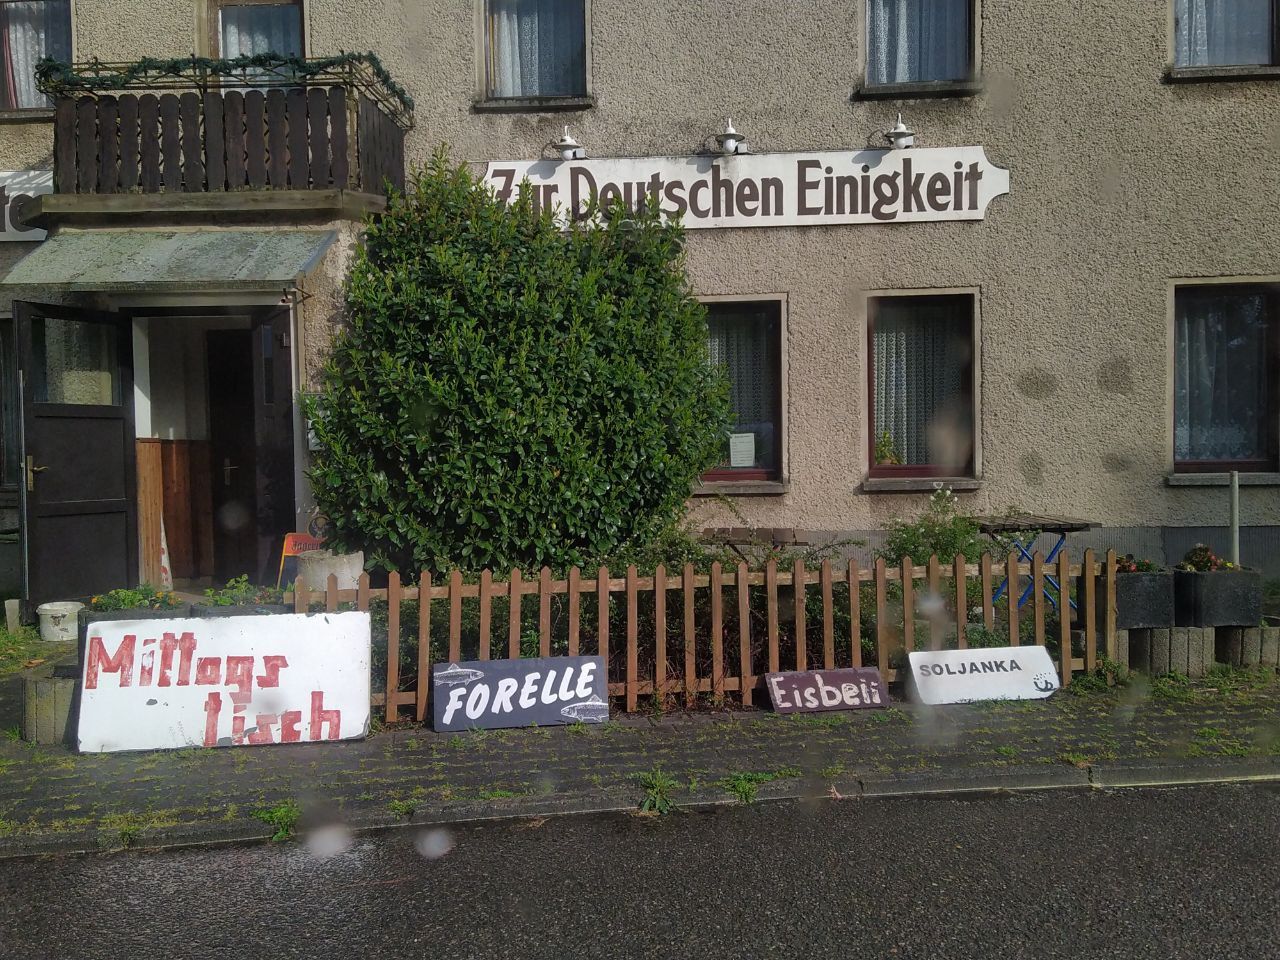 Zur Deutschen Einigkeit
Mittags
tisch
FORELLE
Eisbein
SOLJANKA